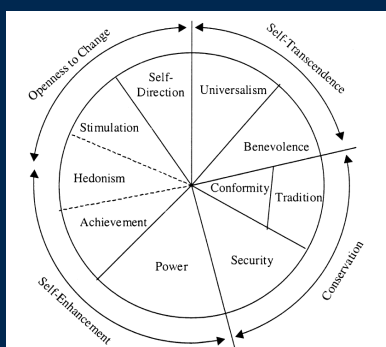 Openness to Change
Self-Transcendence
Self-
Direction
Universalism
Stimulation
Benevolence
Hedonism
Conformity
Tradition
Achievement
Power
Security
Self-Enhancement
Conservation